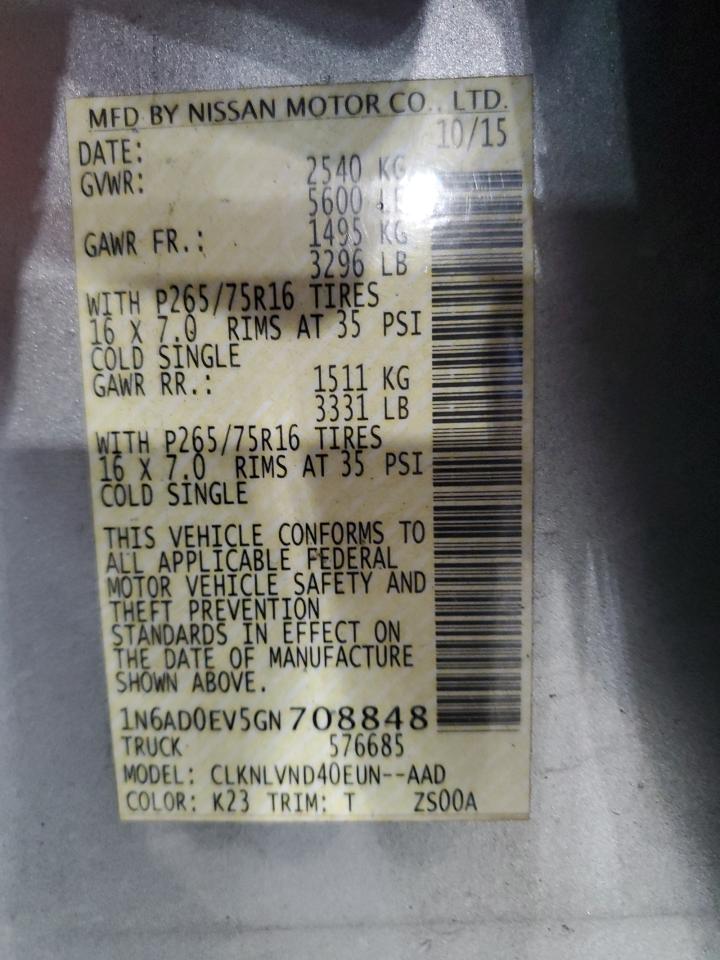 MFD BY NISSAN MOTOR CO., LTD.
DATE: 10/15
GVWR: 2540 KG
5600 LB
GAWR FR.: 1495 KG
3296 LB
WITH P265/75R16 TIRES
16 X 7.0 RIMS AT 35 PSI
COLD SINGLE
GAWR RR.: 1511 KG
3331 LB
WITH P265/75R16 TIRES
16 X 7.0 RIMS AT 35 PSI
COLD SINGLE
THIS VEHICLE CONFORMS TO
ALL APPLICABLE FEDERAL
MOTOR VEHICLE SAFETY AND
THEFT PREVENTION
STANDARDS IN EFFECT ON
THE DATE OF MANUFACTURE
SHOWN ABOVE.
1N6AD0EV5GN 708848
TRUCK 576685
MODEL: CLKNLVND40EUN--AAD
COLOR: K23 TRIM: T ZS00A